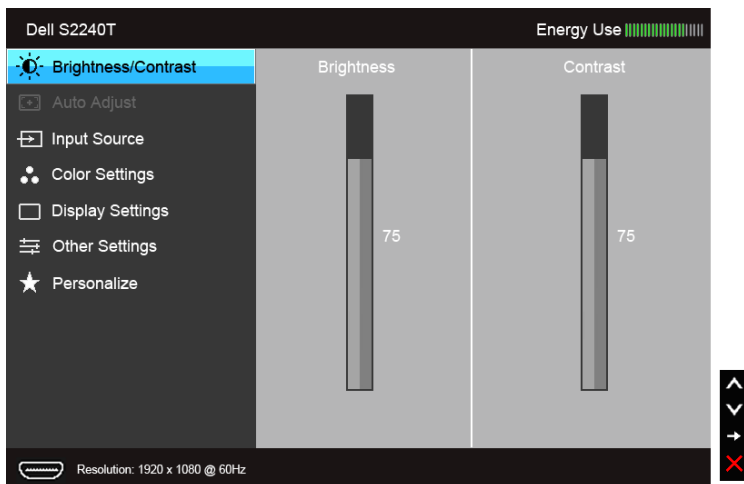 Dell S2240T
Energy Use
Brightness/Contrast
Auto Adjust
Input Source
Color Settings
Display Settings
Other Settings
Personalize
Brightness
75
Contrast
75
Resolution: 1920 x 1080 @ 60Hz